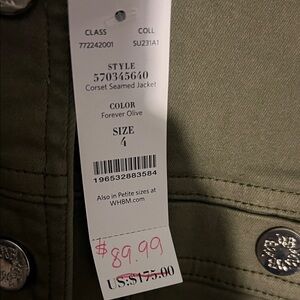 CLASS COLL
772242001 SU231A1
STYLE
570345640
Corset Seamed Jacket
COLOR
Forever Olive
SIZE
4
196532883584
Also in Petite sizes at
WHBM.com
$89.99
US:$175.00